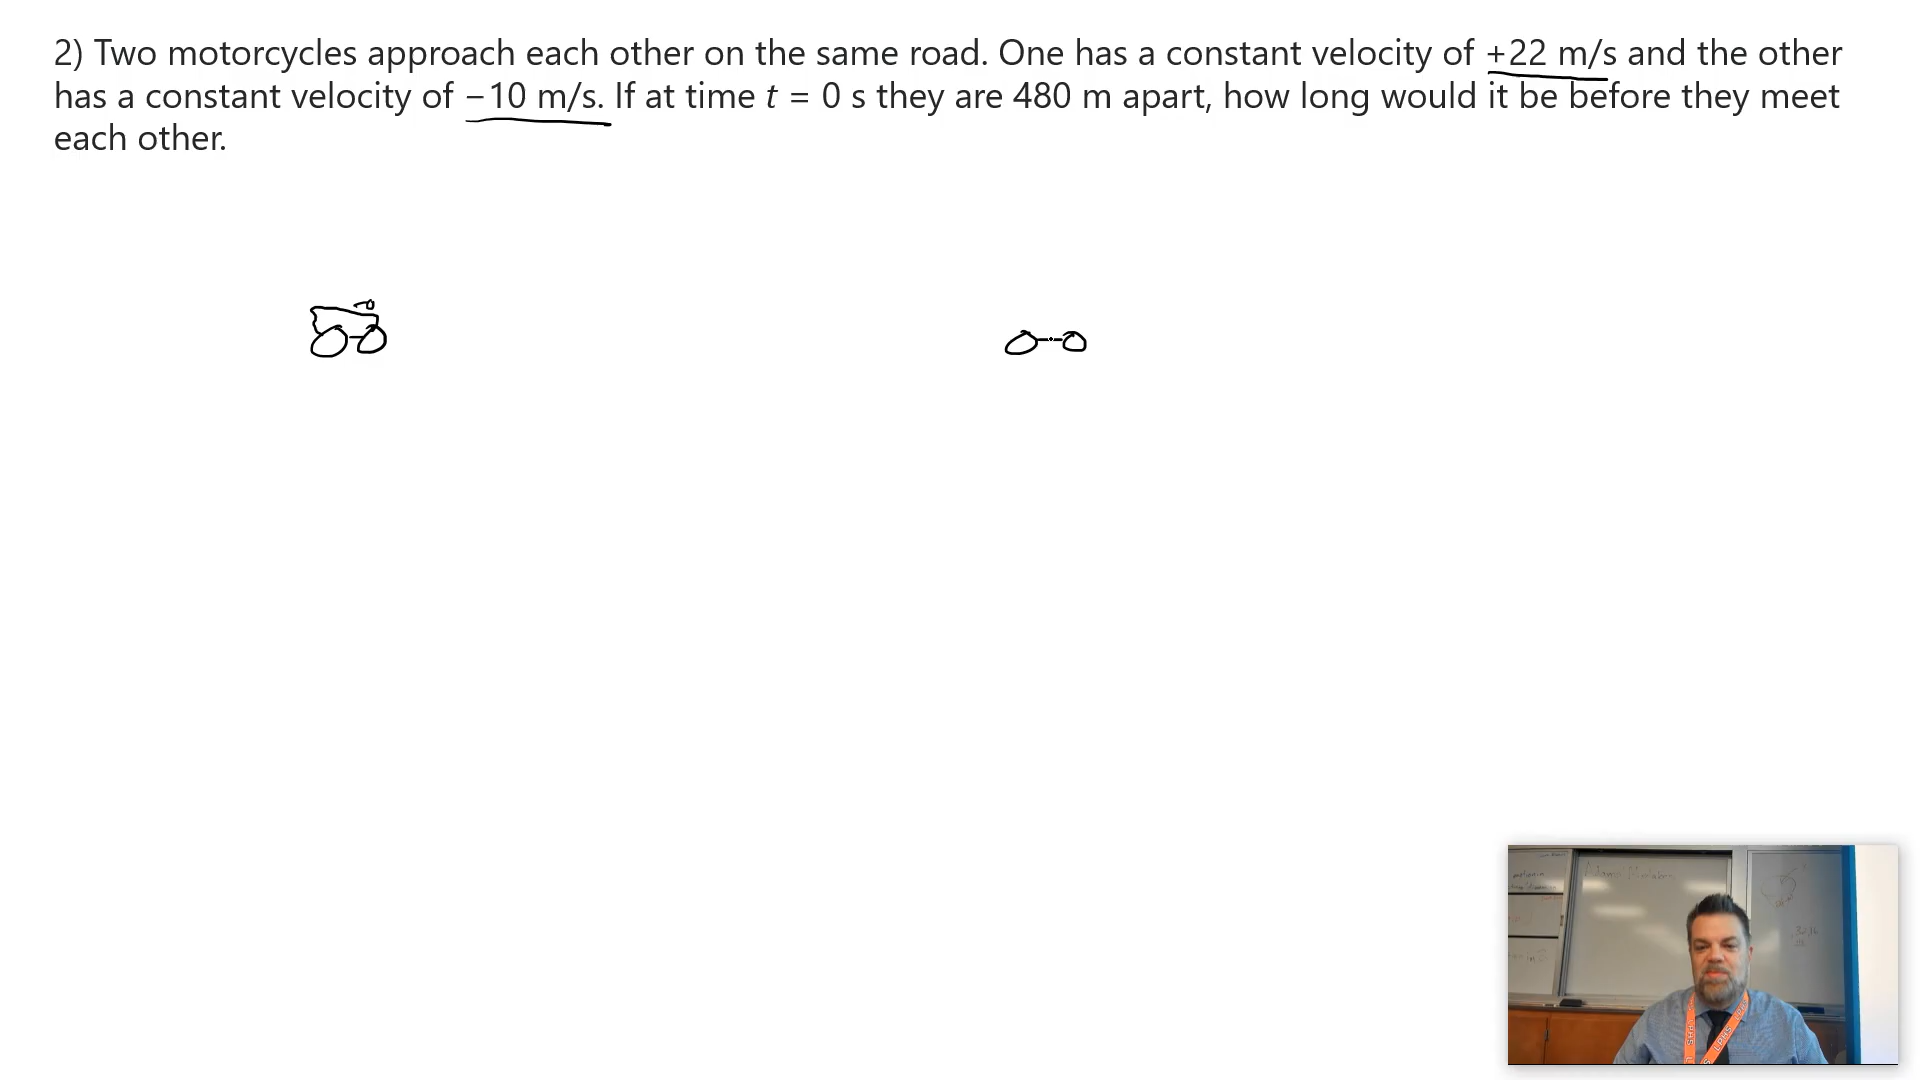 2) Two motorcycles approach each other on the same road. One has a constant velocity of +22 m/s and the other
has a constant velocity of −10 m/s. If at time t = 0 s they are 480 m apart, how long would it be before they meet
each other.
LPHS
LPHS